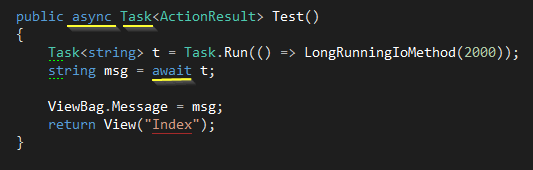 public async Task<ActionResult> Test()
{
Task<string> t = Task.Run(() => LongRunningIoMethod(2000));
string msg = await t;
ViewBag.Message = msg;
return View("Index");
}